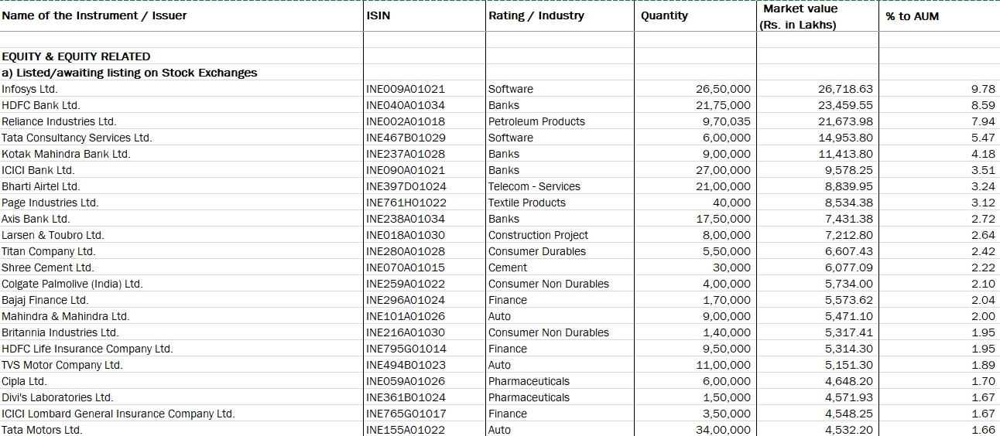 Name of the Instrument / Issuer ISIN Rating / Industry Quantity Market value (Rs. in Lakhs) % to AUM
EQUITY & EQUITY RELATED
a) Listed/awaiting listing on Stock Exchanges
Infosys Ltd. INE009A01021 Software 26,50,000 26,718.63 9.78
HDFC Bank Ltd. INE040A01034 Banks 21,75,000 23,459.55 8.59
Reliance Industries Ltd. INE002A01018 Petroleum Products 9,70,035 21,673.98 7.94
Tata Consultancy Services Ltd. INE467B01029 Software 6,00,000 14,953.80 5.47
Kotak Mahindra Bank Ltd. INE237A01028 Banks 9,00,000 11,413.80 4.18
ICICI Bank Ltd. INE090A01021 Banks 27,00,000 9,578.25 3.51
Bharti Airtel Ltd. INE397D01024 Telecom - Services 21,00,000 8,839.95 3.24
Page Industries Ltd. INE761H01022 Textile Products 40,000 8,534.38 3.12
Axis Bank Ltd. INE238A01034 Banks 17,50,000 7,431.38 2.72
Larsen & Toubro Ltd. INE018A01030 Construction Project 8,00,000 7,212.80 2.64
Titan Company Ltd. INE280A01028 Consumer Durables 5,50,000 6,607.43 2.42
Shree Cement Ltd. INE070A01015 Cement 30,000 6,077.09 2.22
Colgate Palmolive (India) Ltd. INE259A01022 Consumer Non Durables 4,00,000 5,734.00 2.10
Bajaj Finance Ltd. INE296A01024 Finance 1,70,000 5,573.62 2.04
Mahindra & Mahindra Ltd. INE101A01026 Auto 9,00,000 5,471.10 2.00
Britannia Industries Ltd. INE216A01030 Consumer Non Durables 1,40,000 5,317.41 1.95
HDFC Life Insurance Company Ltd. INE795G01014 Finance 9,50,000 5,314.30 1.95
TVS Motor Company Ltd. INE494B01023 Auto 11,00,000 5,151.30 1.89
Cipla Ltd. INE059A01026 Pharmaceuticals 6,00,000 4,648.20 1.70
Divi's Laboratories Ltd. INE361B01024 Pharmaceuticals 1,50,000 4,571.93 1.67
ICICI Lombard General Insurance Company Ltd. INE765G01017 Finance 3,50,000 4,548.25 1.67
Tata Motors Ltd. INE155A01022 Auto 34,00,000 4,532.20 1.66